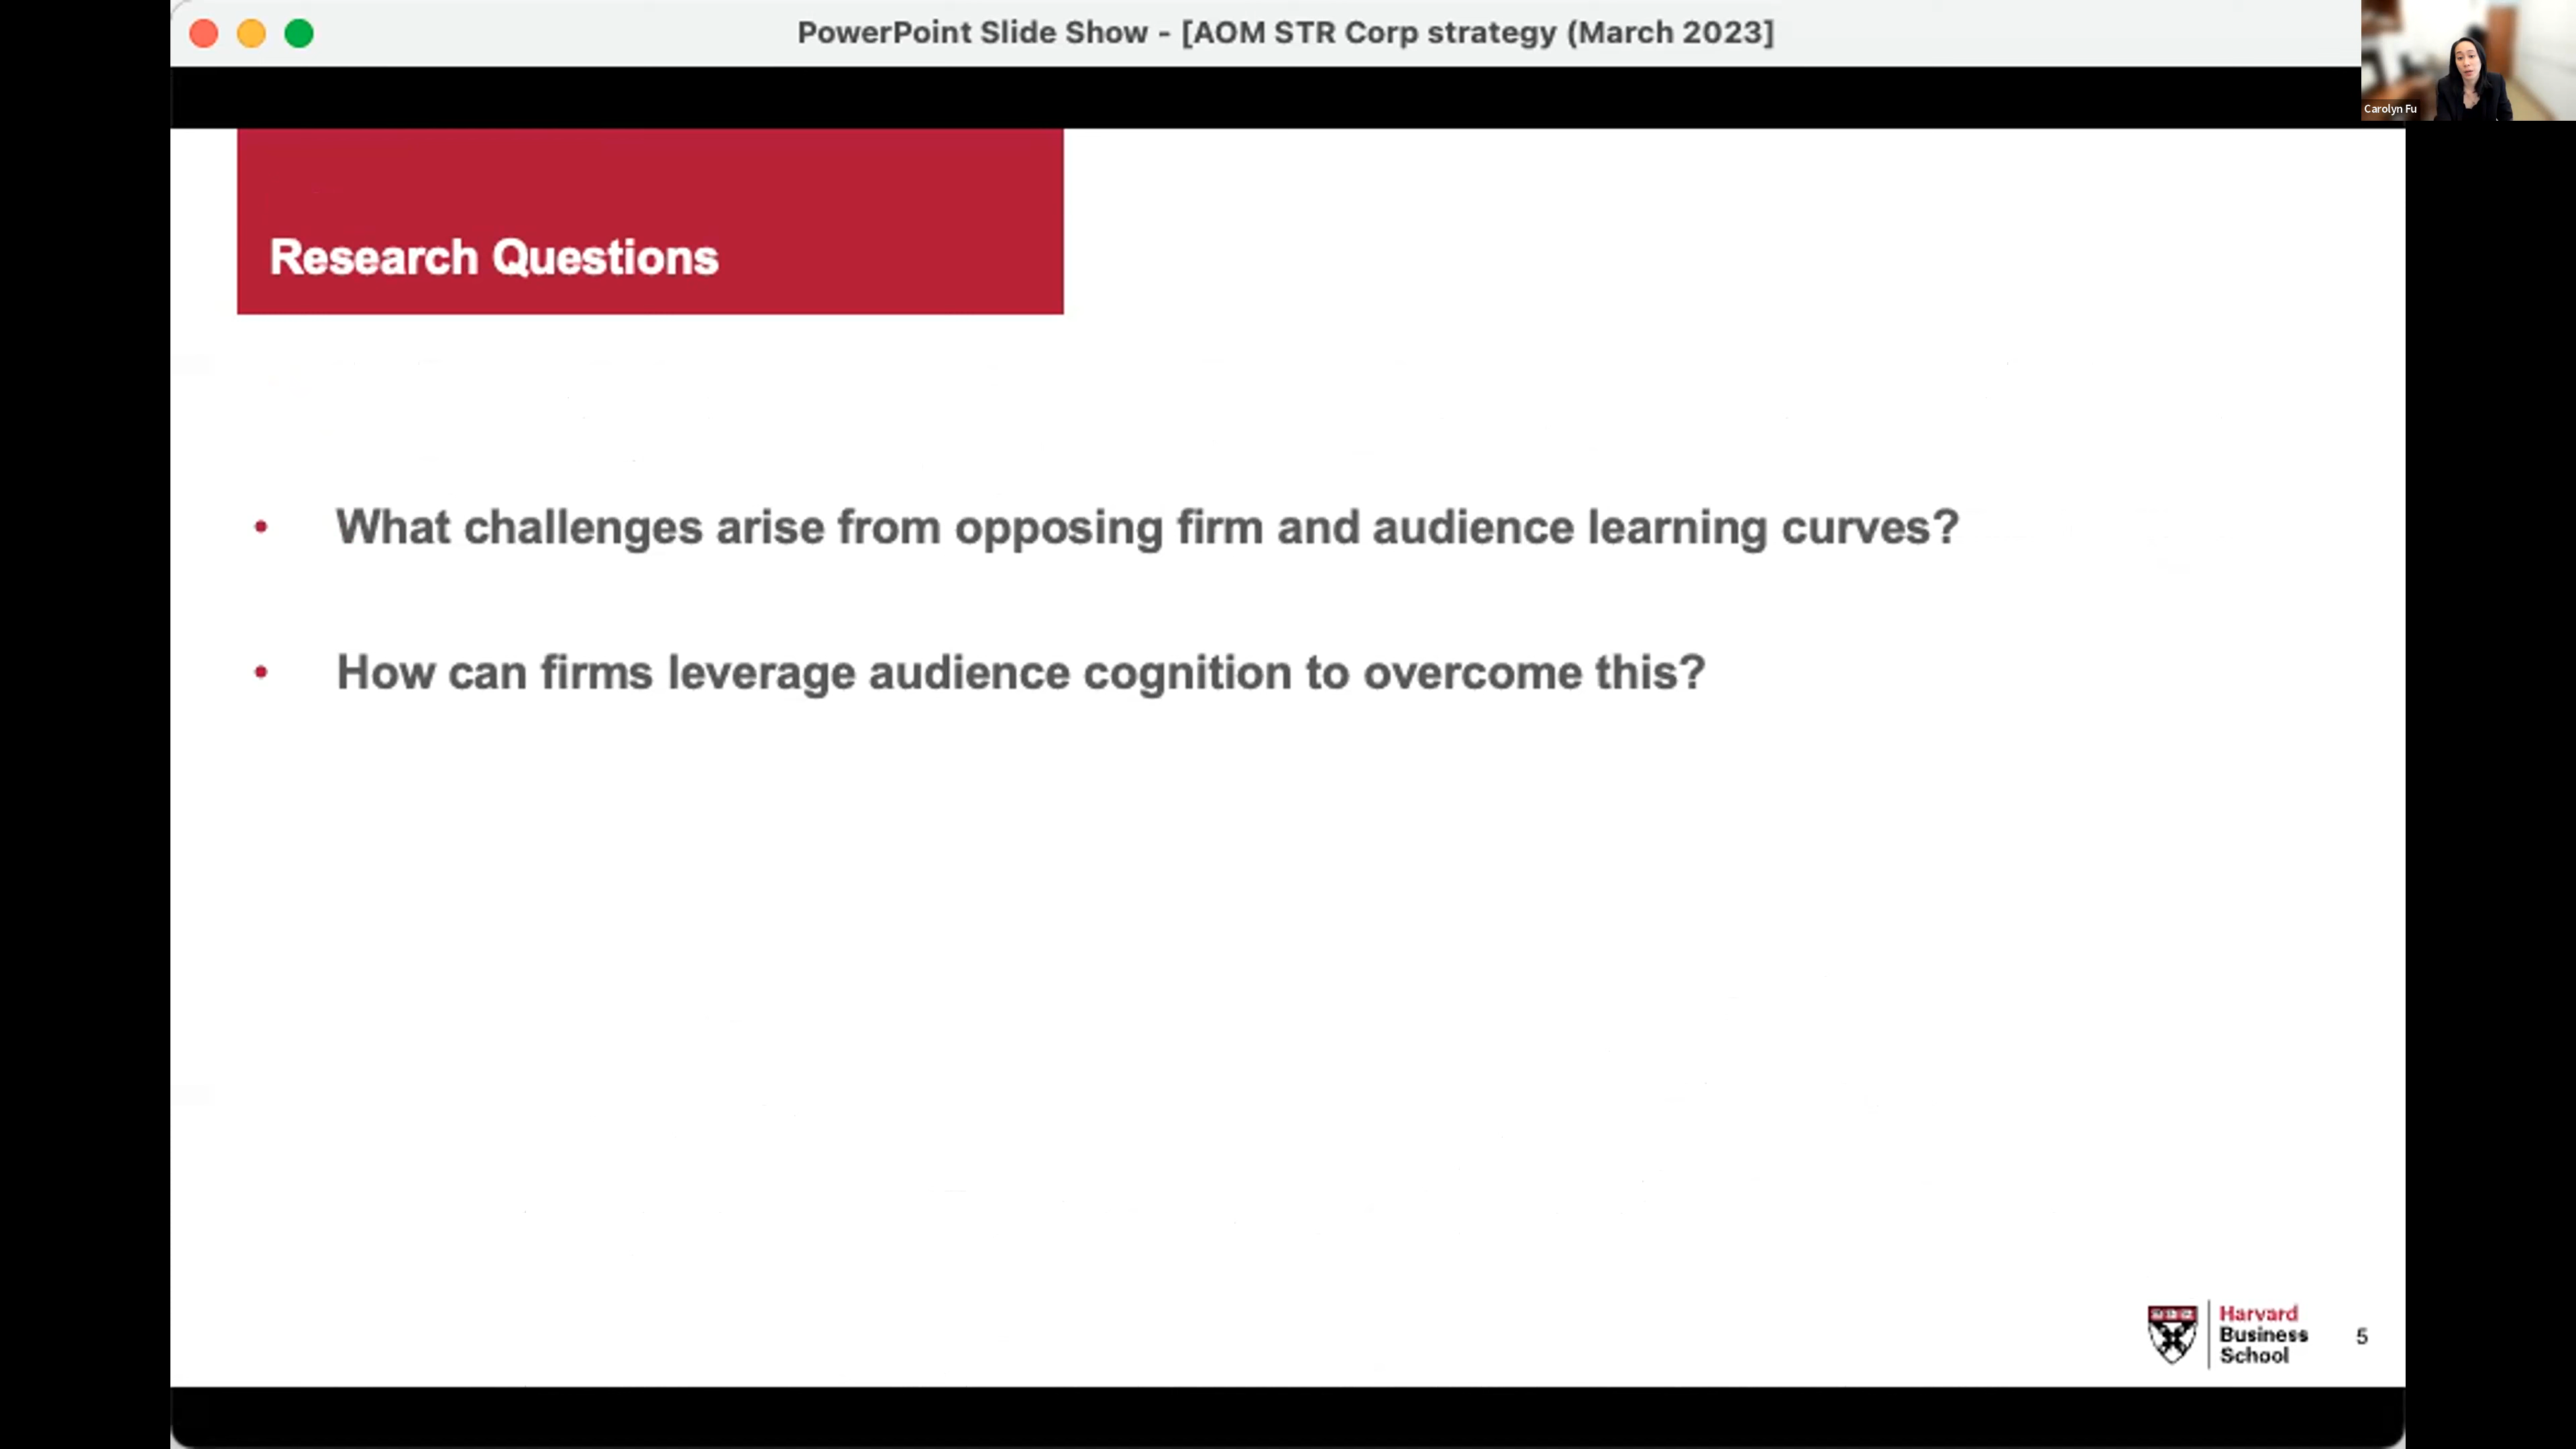 PowerPoint Slide Show - [AOM STR Corp strategy (March 2023]
Carolyn Fu
Research Questions
• What challenges arise from opposing firm and audience learning curves?
• How can firms leverage audience cognition to overcome this?
Harvard
Business
School
5